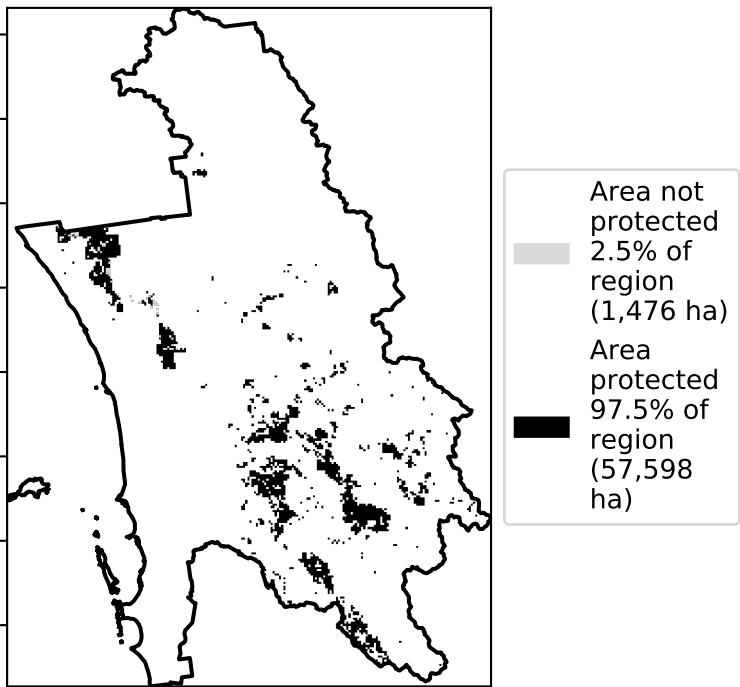 Area not
protected
2.5% of
region
(1,476 ha)
Area
protected
97.5% of
region
(57,598
ha)